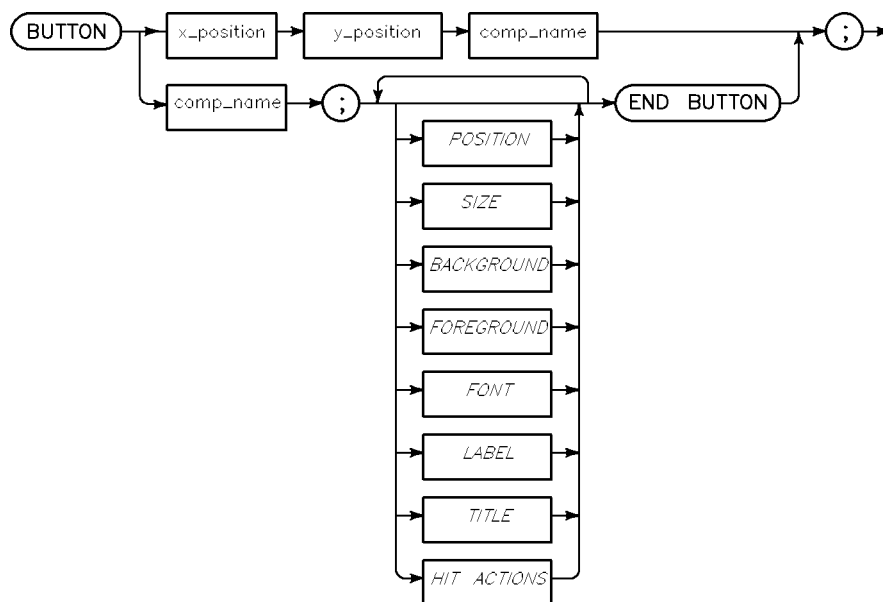 BUTTON x_position y_position comp_name ;
comp_name ; END BUTTON
POSITION
SIZE
BACKGROUND
FOREGROUND
FONT
LABEL
TITLE
HIT ACTIONS